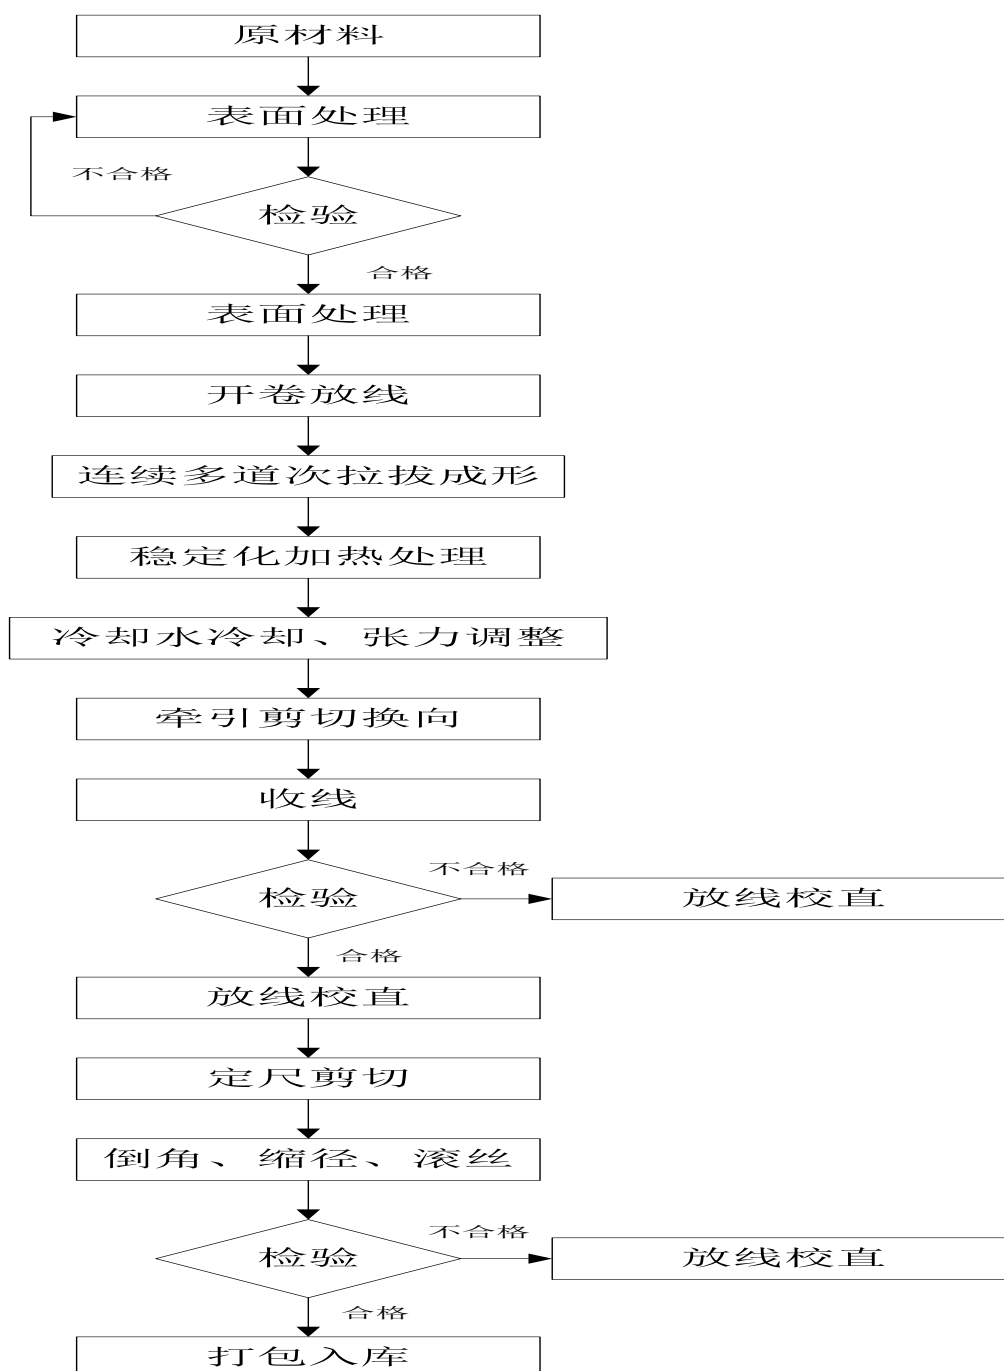 原材料
表面处理
不合格
检验
合格
表面处理
开卷放线
连续多道次拉拔成形
稳定化加热处理
冷却水冷却、张力调整
牵引剪切换向
收线
不合格
检验
放线校直
合格
放线校直
定尺剪切
倒角、缩径、滚丝
不合格
检验
放线校直
合格
打包入库